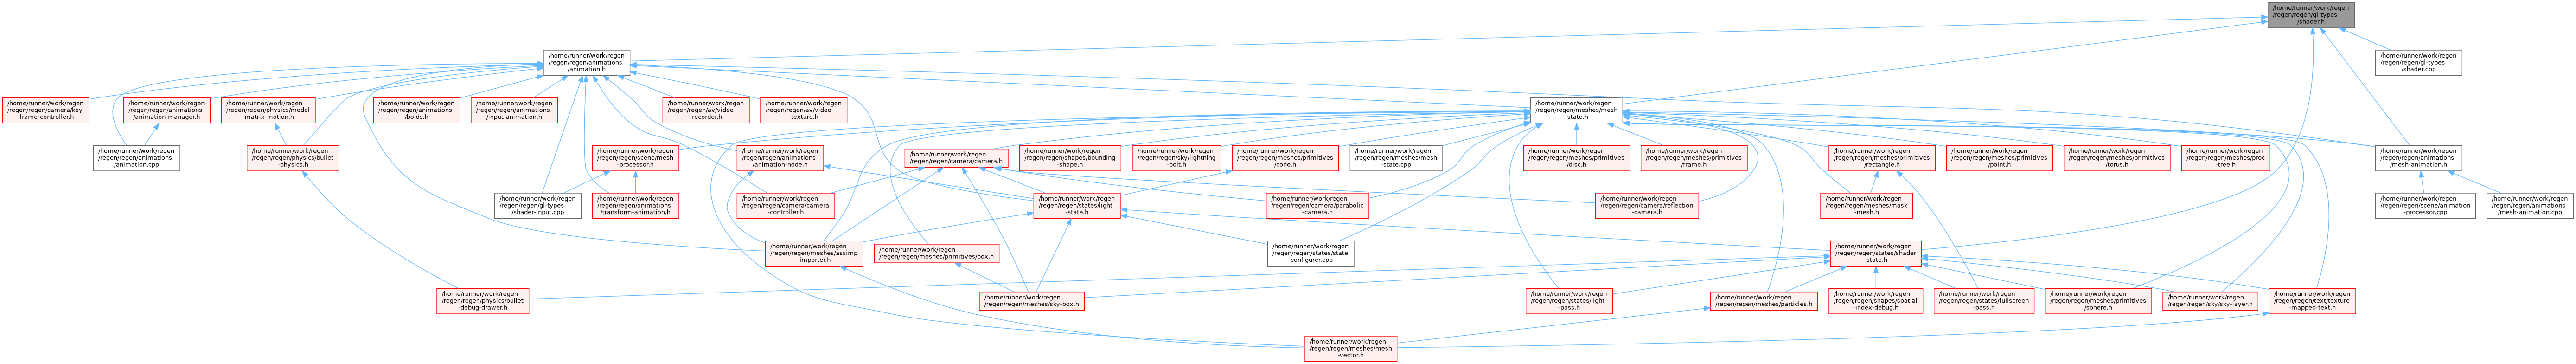 /home/runner/work/regen
/regen/regen/gl-types
/shader.h
/home/runner/work/regen
/regen/regen/animations
/animation.h
/home/runner/work/regen
/regen/regen/gl-types
/shader.cpp
/home/runner/work/regen
/regen/regen/camera/key
-frame-controller.h
/home/runner/work/regen
/regen/regen/animations
/animation-manager.h
/home/runner/work/regen
/regen/regen/physics/model
-matrix-motion.h
/home/runner/work/regen
/regen/regen/animations
/boids.h
/home/runner/work/regen
/regen/regen/animations
/input-animation.h
/home/runner/work/regen
/regen/regen/av/video
-recorder.h
/home/runner/work/regen
/regen/regen/av/video
-texture.h
/home/runner/work/regen
/regen/regen/meshes/mesh
-state.h
/home/runner/work/regen
/regen/regen/animations
/animation.cpp
/home/runner/work/regen
/regen/regen/physics/bullet
-physics.h
/home/runner/work/regen
/regen/regen/scene/mesh
-processor.h
/home/runner/work/regen
/regen/regen/animations
/animation-node.h
/home/runner/work/regen
/regen/regen/camera/camera.h
/home/runner/work/regen
/regen/regen/shapes/bounding
-shape.h
/home/runner/work/regen
/regen/regen/sky/lightning
-bolt.h
/home/runner/work/regen
/regen/regen/meshes/primitives
/cone.h
/home/runner/work/regen
/regen/regen/meshes/mesh
-state.cpp
/home/runner/work/regen
/regen/regen/meshes/primitives
/disc.h
/home/runner/work/regen
/regen/regen/meshes/primitives
/frame.h
/home/runner/work/regen
/regen/regen/meshes/primitives
/rectangle.h
/home/runner/work/regen
/regen/regen/meshes/primitives
/point.h
/home/runner/work/regen
/regen/regen/meshes/primitives
/torus.h
/home/runner/work/regen
/regen/regen/meshes/proc
-tree.h
/home/runner/work/regen
/regen/regen/animations
/mesh-animation.h
/home/runner/work/regen
/regen/regen/gl-types
/shader-input.cpp
/home/runner/work/regen
/regen/regen/animations
/transform-animation.h
/home/runner/work/regen
/regen/regen/camera/camera
-controller.h
/home/runner/work/regen
/regen/regen/states/light
-state.h
/home/runner/work/regen
/regen/regen/camera/parabolic
-camera.h
/home/runner/work/regen
/regen/regen/camera/reflection
-camera.h
/home/runner/work/regen
/regen/regen/meshes/mask
-mesh.h
/home/runner/work/regen
/regen/regen/scene/animation
-processor.cpp
/home/runner/work/regen
/regen/regen/animations
/mesh-animation.cpp
/home/runner/work/regen
/regen/regen/meshes/assimp
-importer.h
/home/runner/work/regen
/regen/regen/meshes/primitives/box.h
/home/runner/work/regen
/regen/regen/states/state
-configurer.cpp
/home/runner/work/regen
/regen/regen/states/shader
-state.h
/home/runner/work/regen
/regen/regen/physics/bullet
-debug-drawer.h
/home/runner/work/regen
/regen/regen/meshes/sky-box.h
/home/runner/work/regen
/regen/regen/states/light
-pass.h
/home/runner/work/regen
/regen/regen/meshes/particles.h
/home/runner/work/regen
/regen/regen/shapes/spatial
-index-debug.h
/home/runner/work/regen
/regen/regen/states/fullscreen
-pass.h
/home/runner/work/regen
/regen/regen/meshes/primitives
/sphere.h
/home/runner/work/regen
/regen/regen/sky/sky-layer.h
/home/runner/work/regen
/regen/regen/text/texture
-mapped-text.h
/home/runner/work/regen
/regen/regen/meshes/mesh
-vector.h